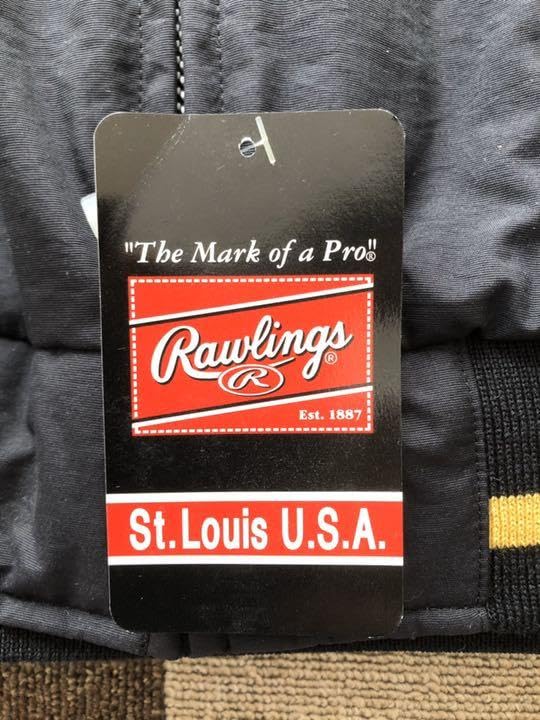 "The Mark of a Pro"®
Rawlings®
R
Est. 1887
St. Louis U.S.A.